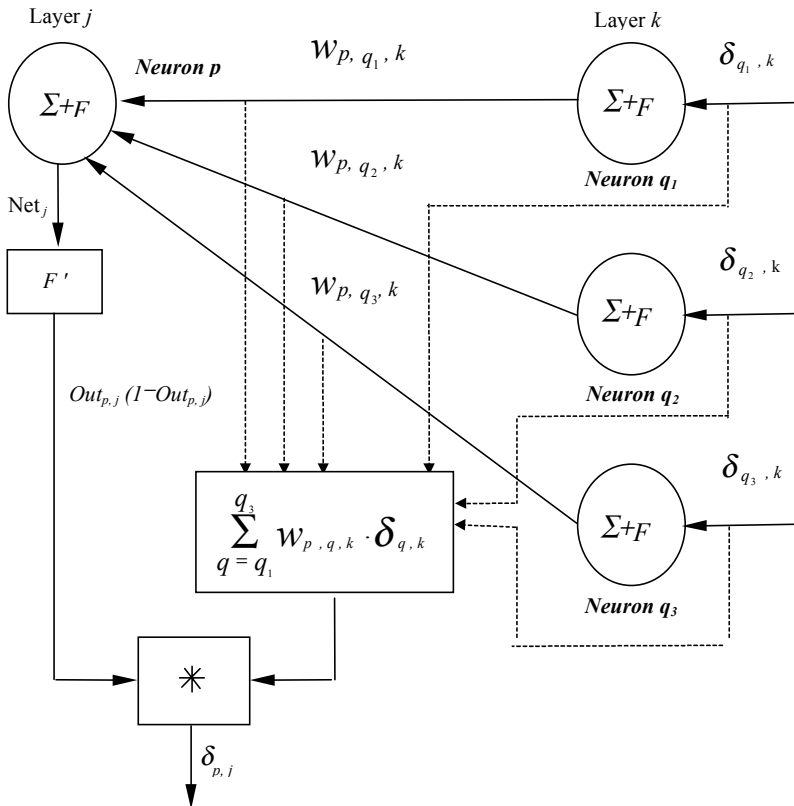 Layer j
Layer k
Neuron p
w_{p, q_1, k}
δ_{q_1, k}
Σ+F
Σ+F
w_{p, q_2, k}
Neuron q_1
Net_j
F '
w_{p, q_3, k}
δ_{q_2, k}
Σ+F
Neuron q_2
Out_{p, j} (1−Out_{p, j})
δ_{q_3, k}
\sum_{q = q_1}^{q_3} w_{p, q, k} · δ_{q, k}
Σ+F
Neuron q_3
*
δ_{p, j}